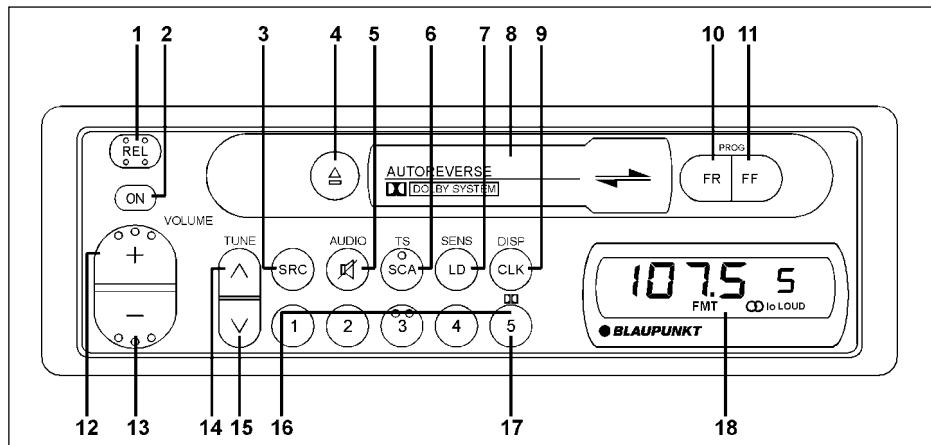 1 2 3 4 5 6 7 8 9 10 11
REL
PROG
AUTOREVERSE
FR FF
DOLBY SYSTEM
ON
VOLUME
TUNE AUDIO TS SENS DISP
+
SRC SCA LD CLK
107.5 5
FMT lo LOUD
−
1 2 3 4 5
BLAUPUNKT
12 13 14 15 16 17 18